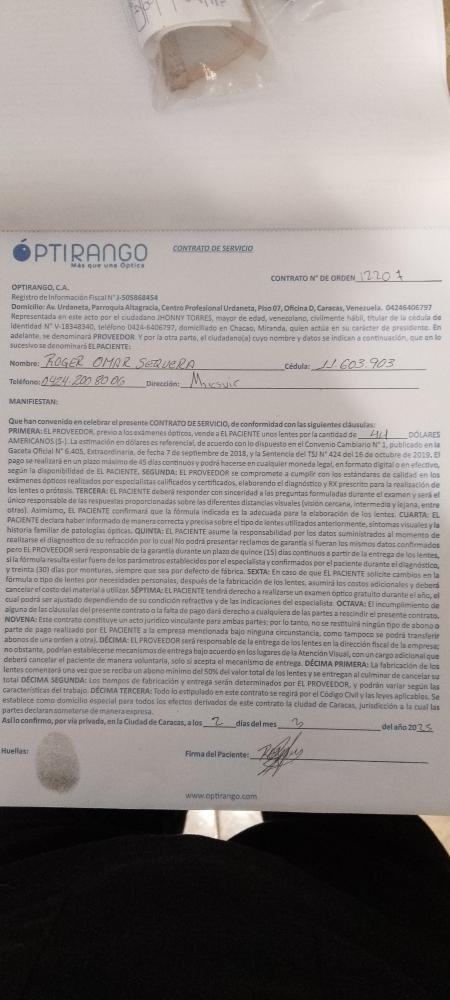 ÓPTIRANGO
Más que una Óptica
CONTRATO DE SERVICIO
CONTRATO N° DE ORDEN 12207
OPTIRANGO, C.A.
Registro de Información Fiscal N° J-505868454
Domicilio: Av. Urdaneta, Parroquia Altagracia, Centro Profesional Urdaneta, Piso 07, Oficina D, Caracas, Venezuela. 04246406797
Representada en este acto por el ciudadano JHONNY TORRES, mayor de edad, venezolano, civilmente hábil, titular de la cédula de
identidad N° V-18348340, teléfono 0424-6406797, domiciliado en Chacao, Miranda, quien actúa en su carácter de presidente. En
adelante, se denominará EL PROVEEDOR. Y por la otra parte, el ciudadano(a) cuyo nombre y datos se indican a continuación, que en lo
sucesivo se denominará EL PACIENTE:
Nombre: ROGER OMAR SEQUERA Cédula: 11 603.903
Teléfono: 0424.200 80 06 Dirección:
MANIFIESTAN:
Que han convenido en celebrar el presente CONTRATO DE SERVICIO, de conformidad con las siguientes cláusulas:
PRIMERA: EL PROVEEDOR, previo a los exámenes ópticos, vende a EL PACIENTE unos lentes por la cantidad de 44 DÓLARES
AMERICANOS ($-). La estimación en dólares es referencial, de acuerdo con lo dispuesto en el Convenio Cambiario N° 1, publicado en la
Gaceta Oficial N° 6.405, Extraordinaria, de fecha 7 de septiembre de 2018, y la Sentencia del TSJ N° 424 del 16 de octubre de 2019. El
pago se realizará en un plazo máximo de 45 días continuos y podrá hacerse en cualquier moneda legal, en formato digital o en efectivo,
según la disponibilidad de EL PACIENTE. SEGUNDA: EL PROVEEDOR se compromete a cumplir con los estándares de calidad en los
exámenes ópticos realizados por especialistas calificados y certificados, elaborando el diagnóstico y RX prescrito para la realización de
los lentes o prótesis. TERCERA: EL PACIENTE deberá responder con sinceridad a las preguntas formuladas durante el examen y será el
único responsable de las respuestas proporcionadas sobre las diferentes distancias visuales (visión cercana, intermedia y lejana, entre
otras). Asimismo, EL PACIENTE confirmará que la fórmula indicada es la adecuada para la elaboración de los lentes. CUARTA: EL
PACIENTE declara haber informado de manera correcta y precisa sobre el tipo de lentes utilizados anteriormente, síntomas visuales y la
historia familiar de patologías ópticas. QUINTA: EL PACIENTE asume la responsabilidad por los datos suministrados al momento de
realizarse el diagnostico de su refracción por lo cual No podrá presentar reclamos de garantía si fueran los mismos datos confirmados
pero EL PROVEEDOR será responsable de la garantía durante un plazo de quince (15) días continuos a partir de la entrega de los lentes,
si la fórmula resulta estar fuera de los parámetros establecidos por el especialista y confirmados por el paciente durante el diagnóstico,
y treinta (30) días por monturas, siempre que sea por defecto de fábrica. SEXTA: En caso de que EL PACIENTE solicite cambios en la
fórmula o tipo de lentes por necesidades personales, después de la fabricación de los lentes, asumirá los costos adicionales y deberá
cancelar el costo del material a utilizar. SÉPTIMA: EL PACIENTE tendrá derecho a realizarse un examen óptico gratuito durante el año, el
cual podrá ser ajustado dependiendo de su condición refractiva y de las indicaciones del especialista. OCTAVA: El incumplimiento de
alguna de las cláusulas del presente contrato o la falta de pago dará derecho a cualquiera de las partes a rescindir el presente contrato.
NOVENA: Este contrato constituye un acto jurídico vinculante para ambas partes; por lo tanto, no se restituirá ningún tipo de abono o
parte de pago realizado por EL PACIENTE a la empresa mencionada bajo ninguna circunstancia, como tampoco se podrá transferir
abonos de una orden a otra). DÉCIMA: EL PROVEEDOR será responsable de la entrega de los lentes en la dirección fiscal de la empresa;
no obstante, podrían establecerse mecanismos de entrega bajo acuerdo en los lugares de la Atención Visual, con un cargo adicional que
deberá cancelar el paciente de manera voluntaria, solo si acepta el mecanismo de entrega. DÉCIMA PRIMERA: La fabricación de los
lentes comenzará una vez que se reciba un abono mínimo del 50% del valor total de los lentes y se entregan al culminar de cancelar su
total DÉCIMA SEGUNDA: Los tiempos de fabricación y entrega serán determinados por EL PROVEEDOR, y podrán variar según las
características del trabajo. DÉCIMA TERCERA: Todo lo estipulado en este contrato se regirá por el Código Civil y las leyes aplicables. Se
establece como domicilio especial para todos los efectos derivados de este contrato la ciudad de Caracas, jurisdicción a la cual las
partes declaran someterse de manera expresa.
Así lo confirmo, por vía privada, en la Ciudad de Caracas, a los 2 días del mes 3 del año 2025
Huellas:
Firma del Paciente:
www.optirango.com